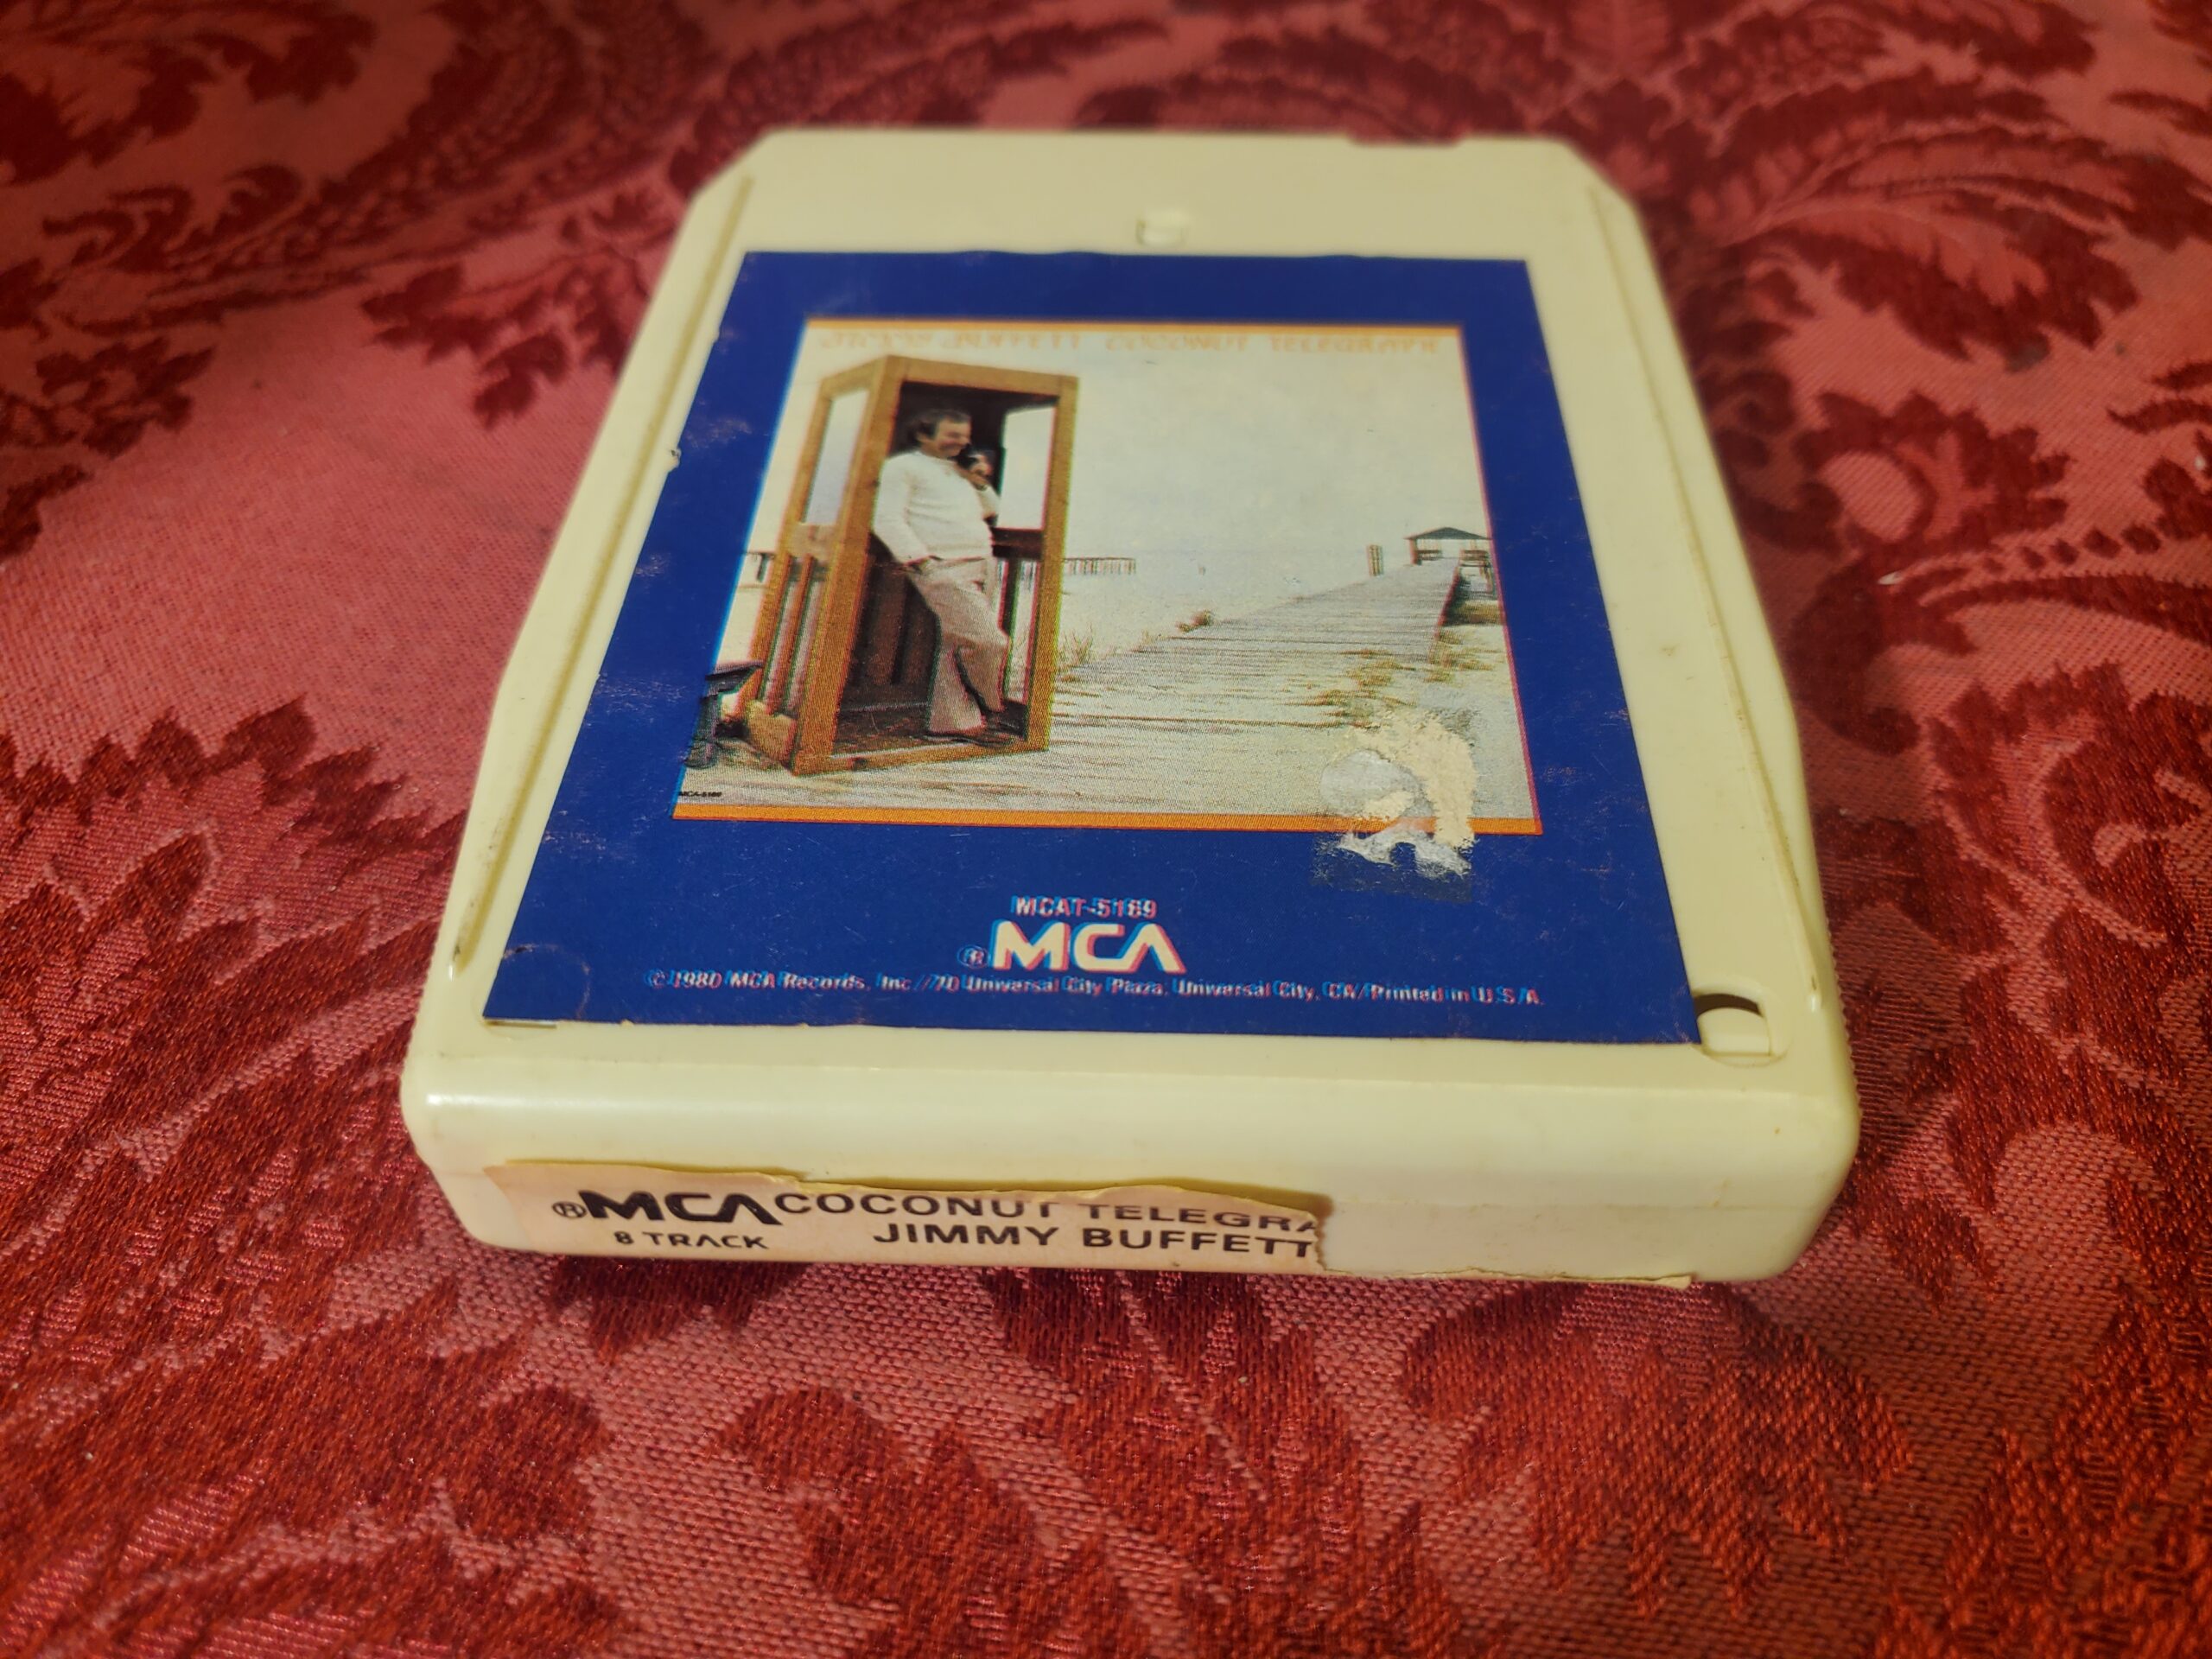 JIMMY BUFFETT COCONUT TELEGRAPH
MCA-5169
MCAT-5169
®MCA
© 1980 MCA Records, Inc./70 Universal City Plaza, Universal City, CA/Printed in U.S.A.
®MCA COCONUT TELEGRA
8 TRACK JIMMY BUFFETT